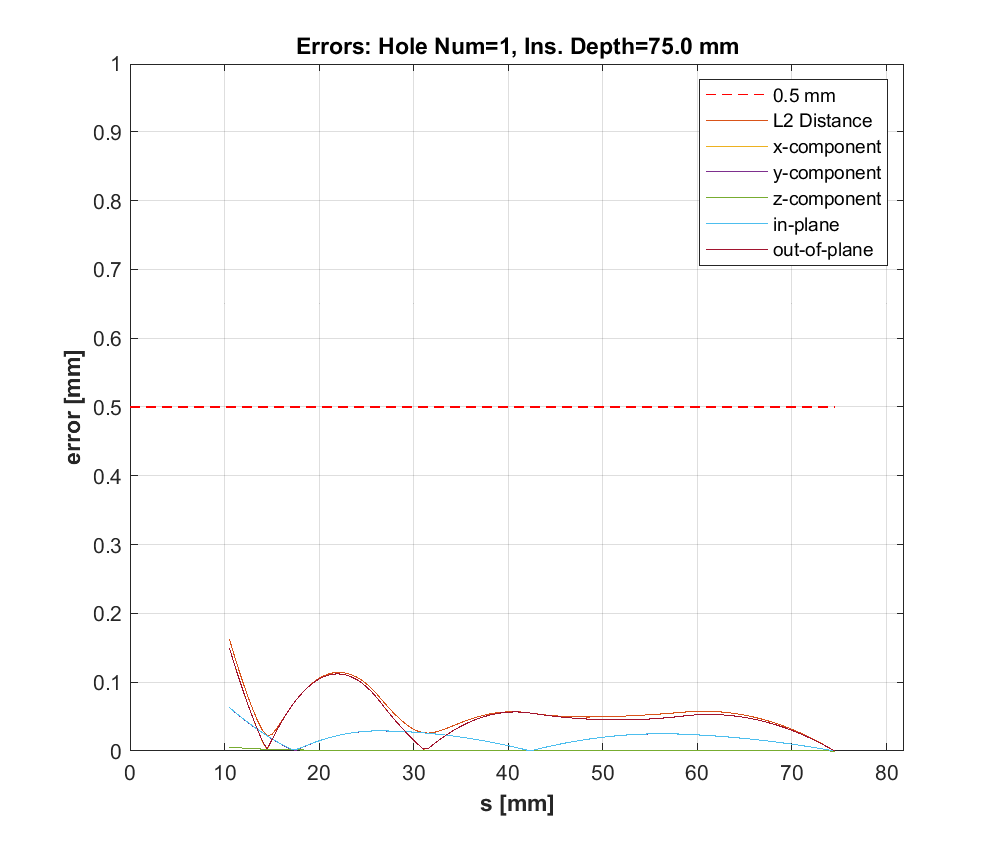 Errors: Hole Num=1, Ins. Depth=75.0 mm
1
0.9
0.8
0.7
0.6
0.5
0.4
0.3
0.2
0.1
0
error [mm]
0.5 mm
L2 Distance
x-component
y-component
z-component
in-plane
out-of-plane
0 10 20 30 40 50 60 70 80
s [mm]